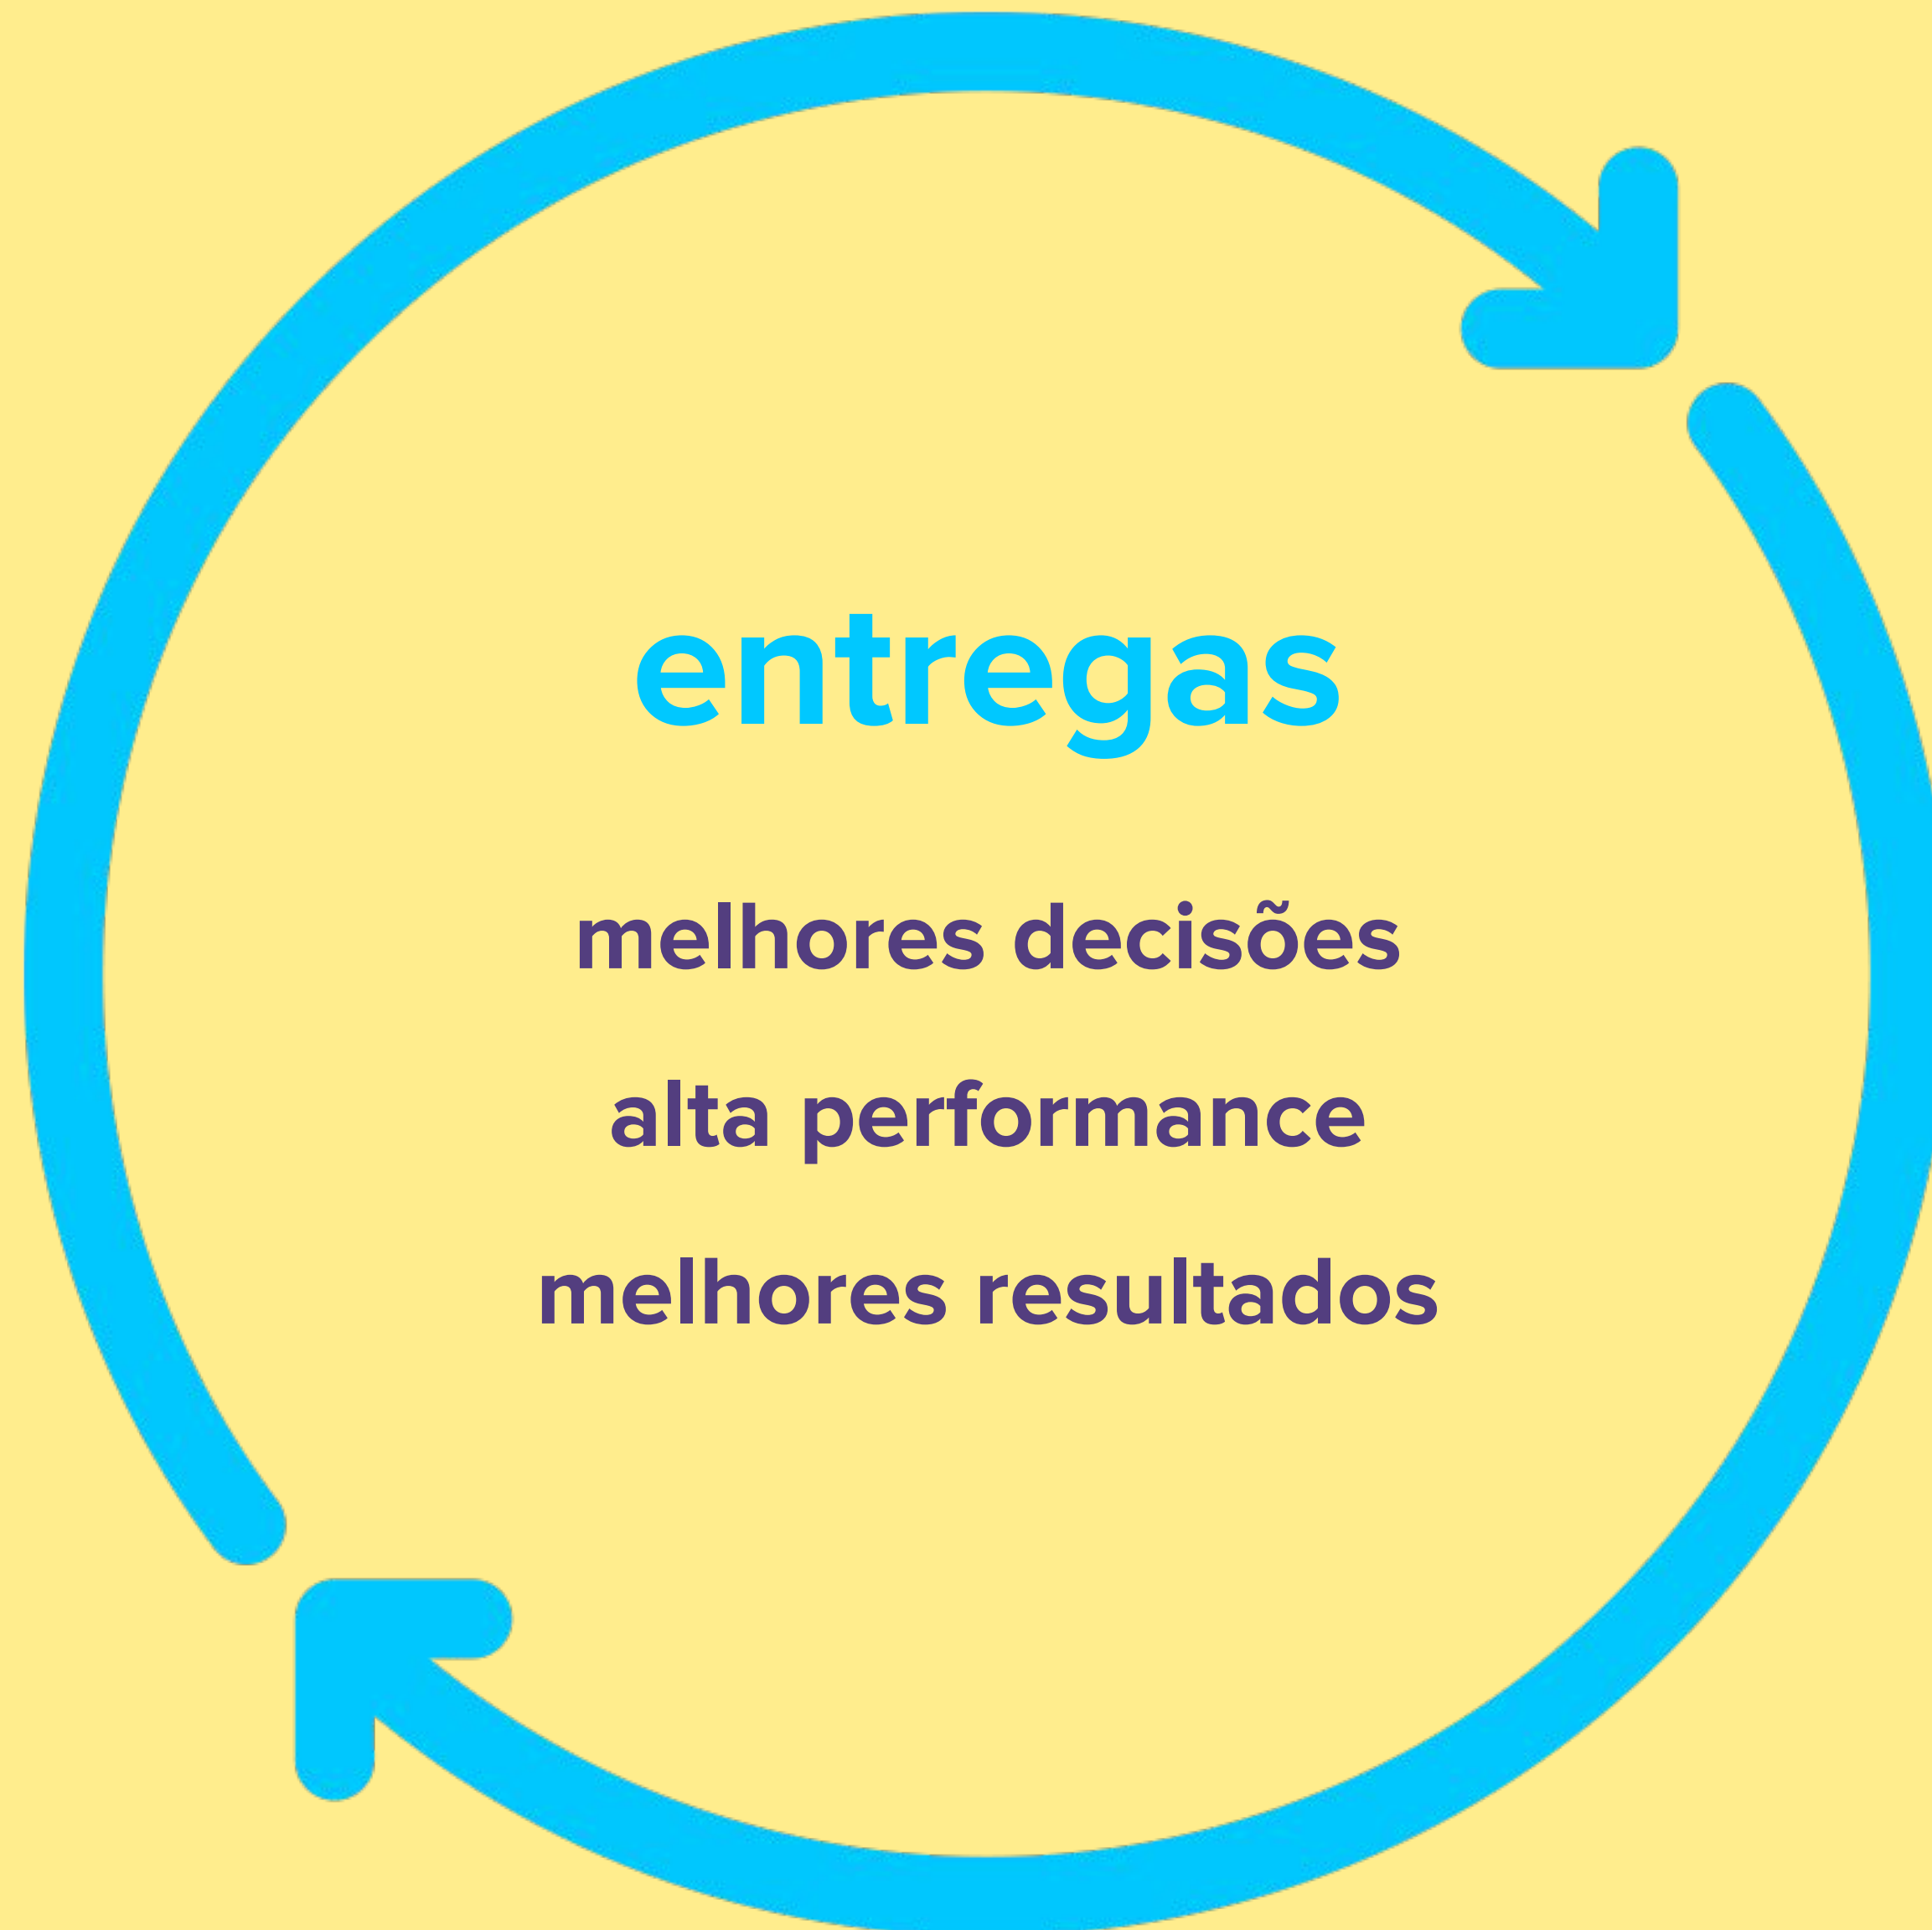 entregas
melhores decisões
alta performance
melhores resultados